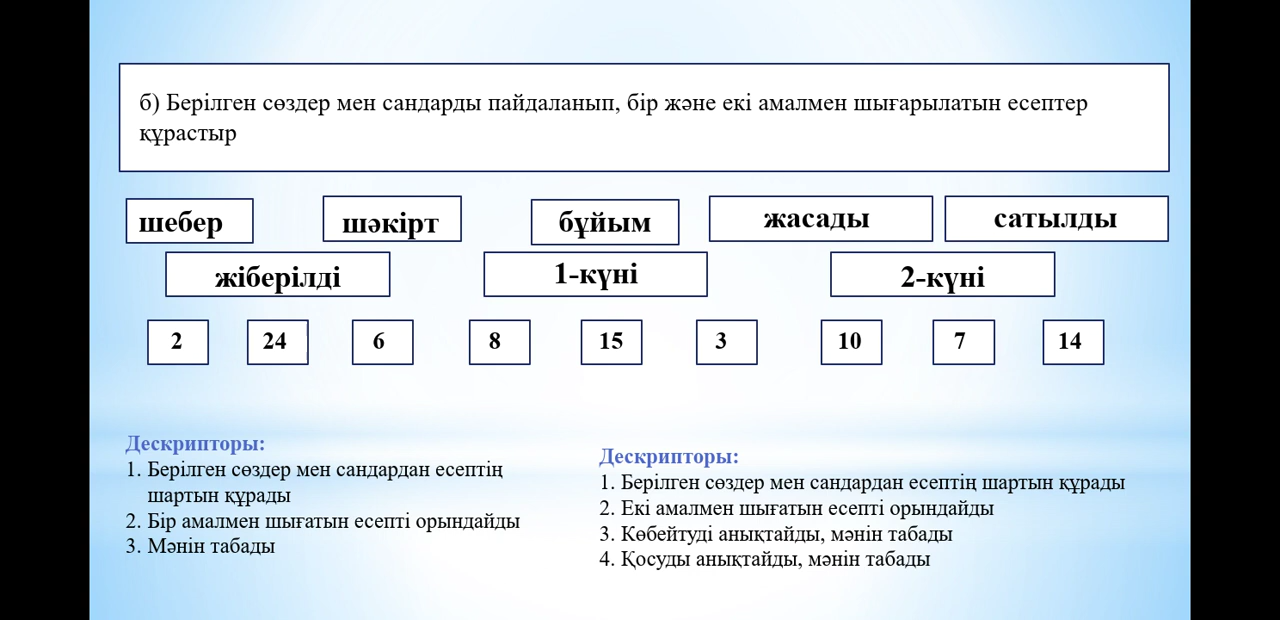 б) Берілген сөздер мен сандарды пайдаланып, бір және екі амалмен шығарылатын есептер
құрастыр
шебер
шәкірт
бұйым
жасады
сатылды
жіберілді
1-күні
2-күні
2
24
6
8
15
3
10
7
14
Дескрипторы:
1. Берілген сөздер мен сандардан есептің
шартын құрады
2. Бір амалмен шығатын есепті орындайды
3. Мәнін табады
Дескрипторы:
1. Берілген сөздер мен сандардан есептің шартын құрады
2. Екі амалмен шығатын есепті орындайды
3. Көбейтуді анықтайды, мәнін табады
4. Қосуды анықтайды, мәнін табады